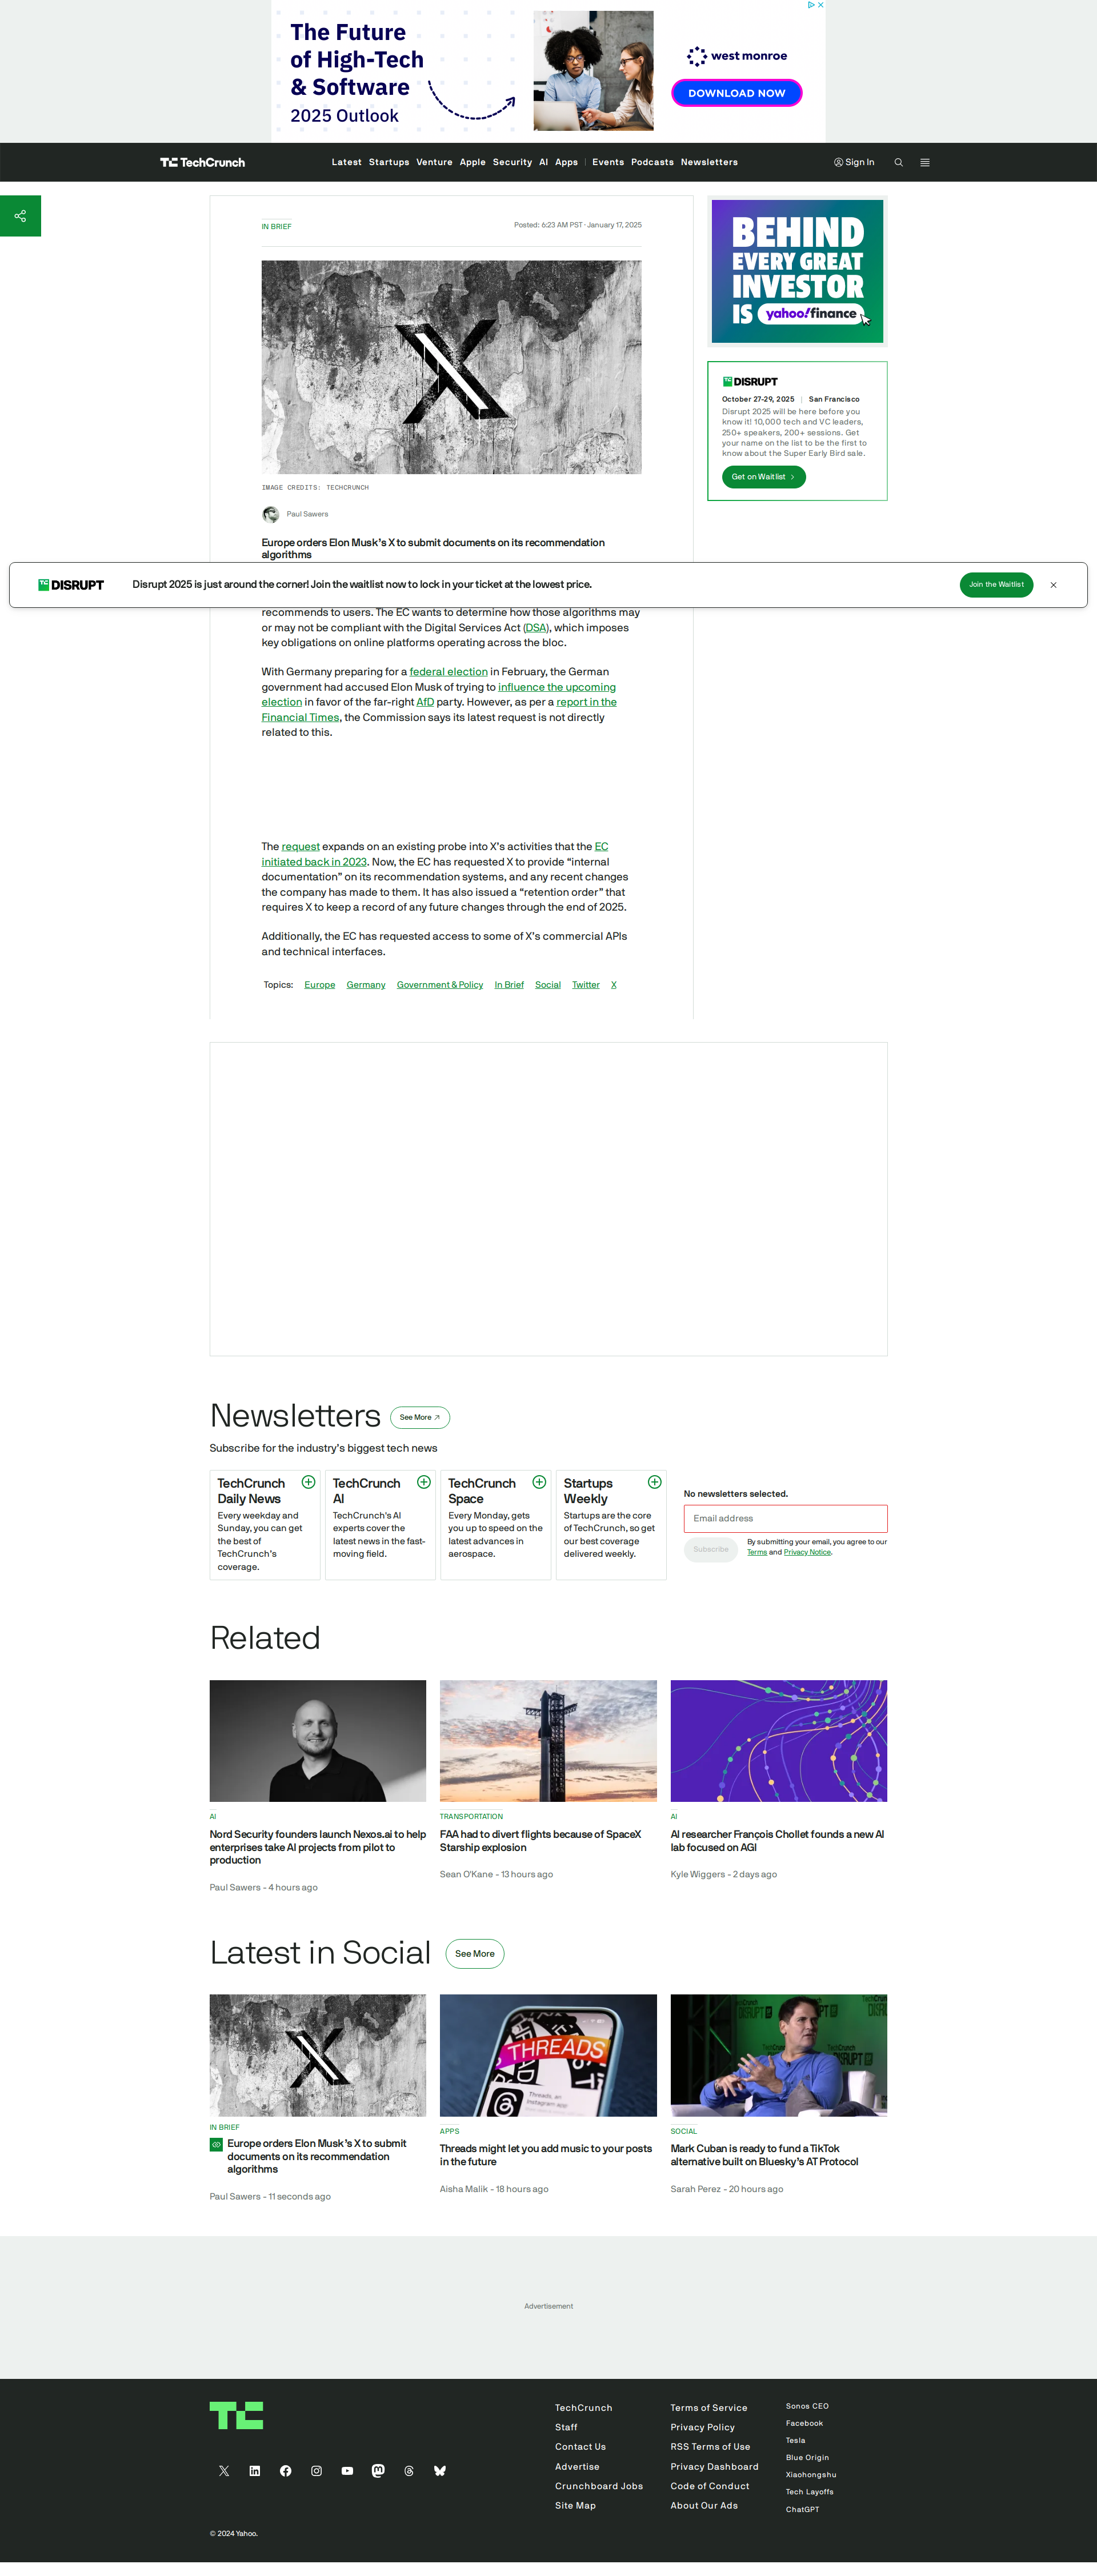 The Future
of High-Tech
& Software
2025 Outlook
west monroe
DOWNLOAD NOW
TechCrunch
Latest Startups Venture Apple Security AI Apps Events Podcasts Newsletters
Sign In
IN BRIEF
Posted: 6:23 AM PST · January 17, 2025
IMAGE CREDITS: TECHCRUNCH
Paul Sawers
Europe orders Elon Musk's X to submit documents on its recommendation
algorithms
BEHIND
EVERY GREAT
INVESTOR
IS yahoo!finance
TC DISRUPT
October 27-29, 2025 | San Francisco
Disrupt 2025 will be here before you
know it! 10,000 tech and VC leaders,
250+ speakers, 200+ sessions. Get
your name on the list to be the first to
know about the Super Early Bird sale.
Get on Waitlist
TC DISRUPT
Disrupt 2025 is just around the corner! Join the waitlist now to lock in your ticket at the lowest price.
Join the Waitlist
recommends to users. The EC wants to determine how those algorithms may
or may not be compliant with the Digital Services Act (DSA), which imposes
key obligations on online platforms operating across the bloc.
With Germany preparing for a federal election in February, the German
government had accused Elon Musk of trying to influence the upcoming
election in favor of the far-right AfD party. However, as per a report in the
Financial Times, the Commission says its latest request is not directly
related to this.
The request expands on an existing probe into X's activities that the EC
initiated back in 2023. Now, the EC has requested X to provide “internal
documentation” on its recommendation systems, and any recent changes
the company has made to them. It has also issued a “retention order” that
requires X to keep a record of any future changes through the end of 2025.
Additionally, the EC has requested access to some of X's commercial APIs
and technical interfaces.
Topics: Europe Germany Government & Policy In Brief Social Twitter X
Newsletters
See More
Subscribe for the industry's biggest tech news
TechCrunch
Daily News
Every weekday and
Sunday, you can get
the best of
TechCrunch's
coverage.
TechCrunch
AI
TechCrunch's AI
experts cover the
latest news in the fast-
moving field.
TechCrunch
Space
Every Monday, gets
you up to speed on the
latest advances in
aerospace.
Startups
Weekly
Startups are the core
of TechCrunch, so get
our best coverage
delivered weekly.
No newsletters selected.
Email address
Subscribe
By submitting your email, you agree to our
Terms and Privacy Notice.
Related
AI
Nord Security founders launch Nexos.ai to help
enterprises take AI projects from pilot to
production
Paul Sawers - 4 hours ago
TRANSPORTATION
FAA had to divert flights because of SpaceX
Starship explosion
Sean O'Kane - 13 hours ago
AI
AI researcher François Chollet founds a new AI
lab focused on AGI
Kyle Wiggers - 2 days ago
Latest in Social
See More
IN BRIEF
Europe orders Elon Musk's X to submit
documents on its recommendation
algorithms
Paul Sawers - 11 seconds ago
THREADS
Threads, an
Instagram app
APPS
Threads might let you add music to your posts
in the future
Aisha Malik - 18 hours ago
SOCIAL
Mark Cuban is ready to fund a TikTok
alternative built on Bluesky's AT Protocol
Sarah Perez - 20 hours ago
Advertisement
TechCrunch
Staff
Contact Us
Advertise
Crunchboard Jobs
Site Map
Terms of Service
Privacy Policy
RSS Terms of Use
Privacy Dashboard
Code of Conduct
About Our Ads
Sonos CEO
Facebook
Tesla
Blue Origin
Xiaohongshu
Tech Layoffs
ChatGPT
© 2024 Yahoo.